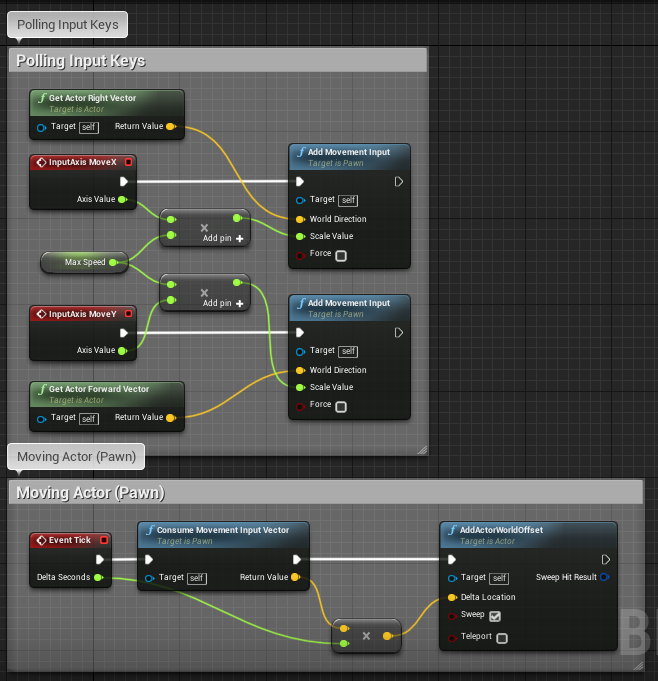 Polling Input Keys
Polling Input Keys
Get Actor Right Vector
Target is Actor
Target self
Return Value
InputAxis MoveX
Axis Value
Add pin +
Add Movement Input
Target is Pawn
Target self
World Direction
Scale Value
Force
Max Speed
Add pin +
InputAxis MoveY
Axis Value
Add Movement Input
Target is Pawn
Target self
World Direction
Scale Value
Force
Get Actor Forward Vector
Target is Actor
Target self
Return Value
Moving Actor (Pawn)
Moving Actor (Pawn)
Event Tick
Delta Seconds
Consume Movement Input Vector
Target is Pawn
Target self
Return Value
AddActorWorldOffset
Target is Actor
Target self
Sweep Hit Result
Delta Location
Sweep
Teleport